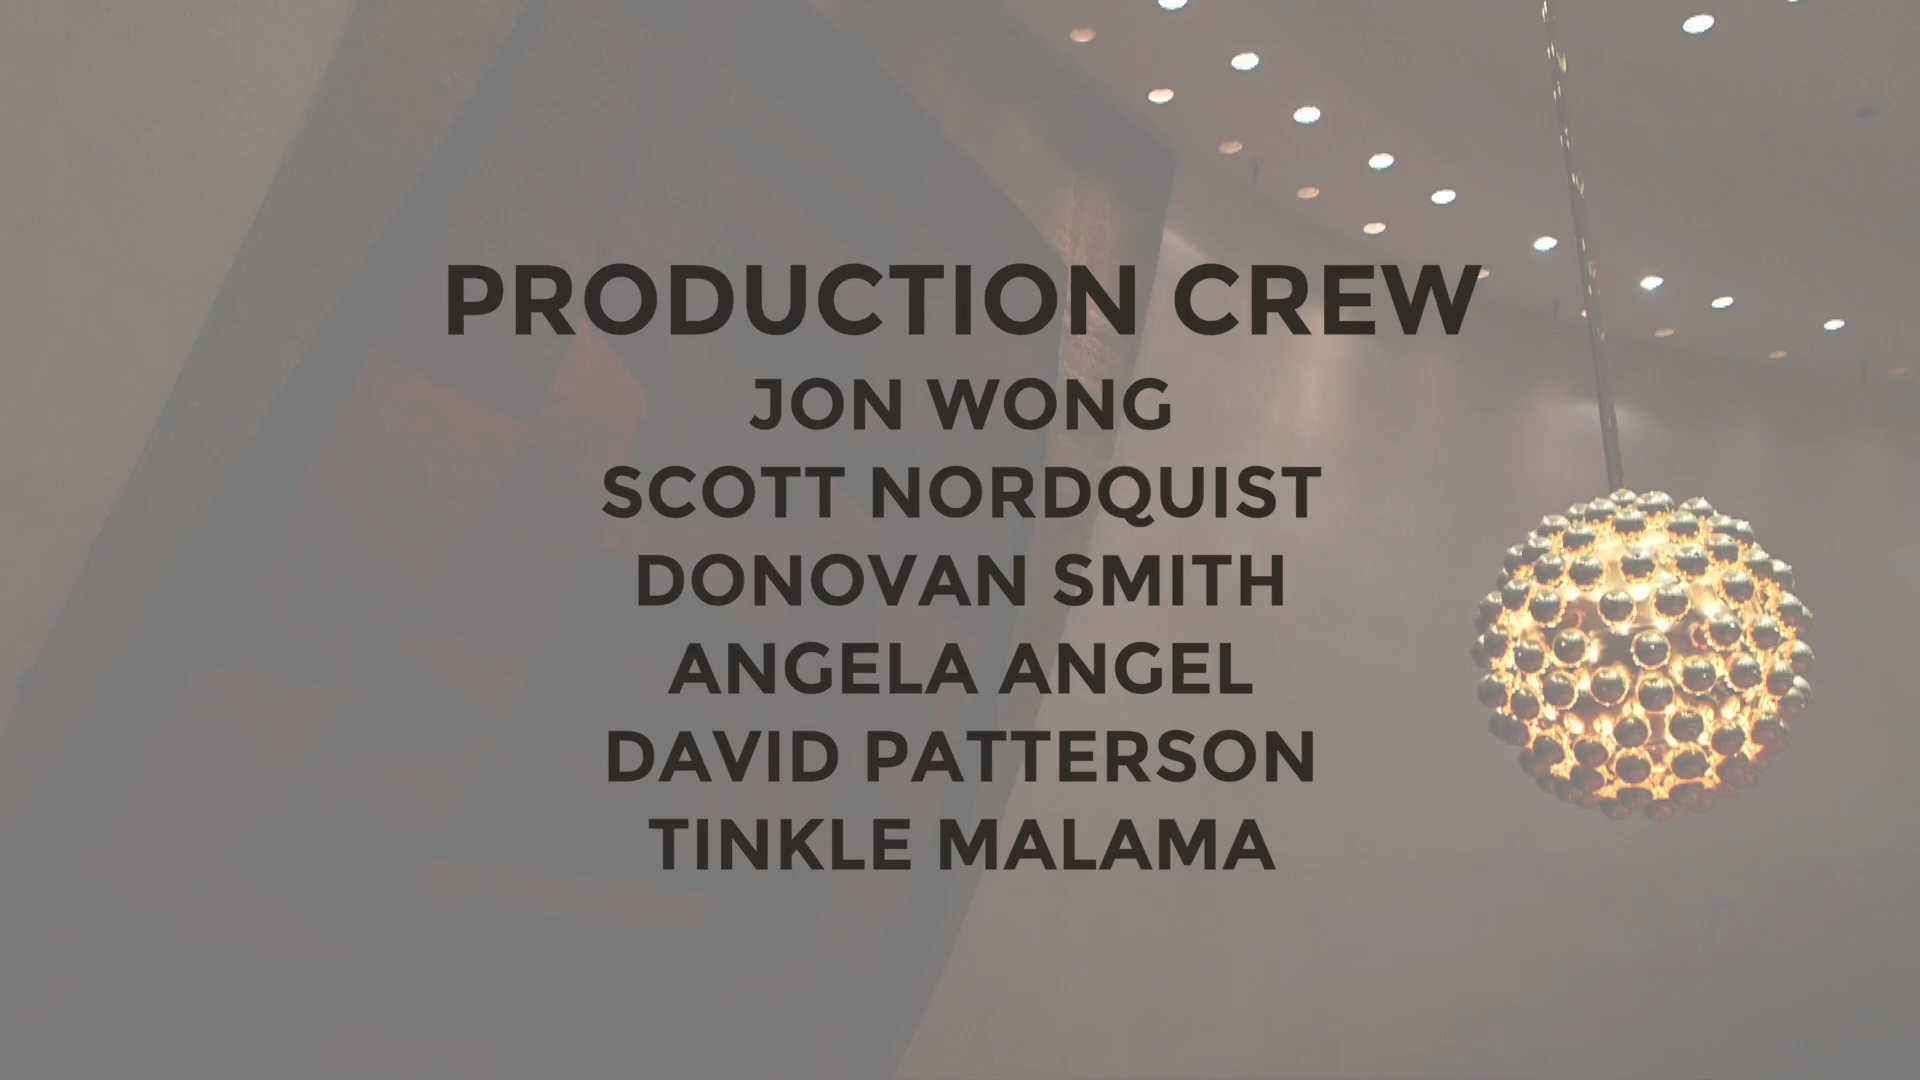 PRODUCTION CREW
JON WONG
SCOTT NORDQUIST
DONOVAN SMITH
ANGELA ANGEL
DAVID PATTERSON
TINKLE MALAMA